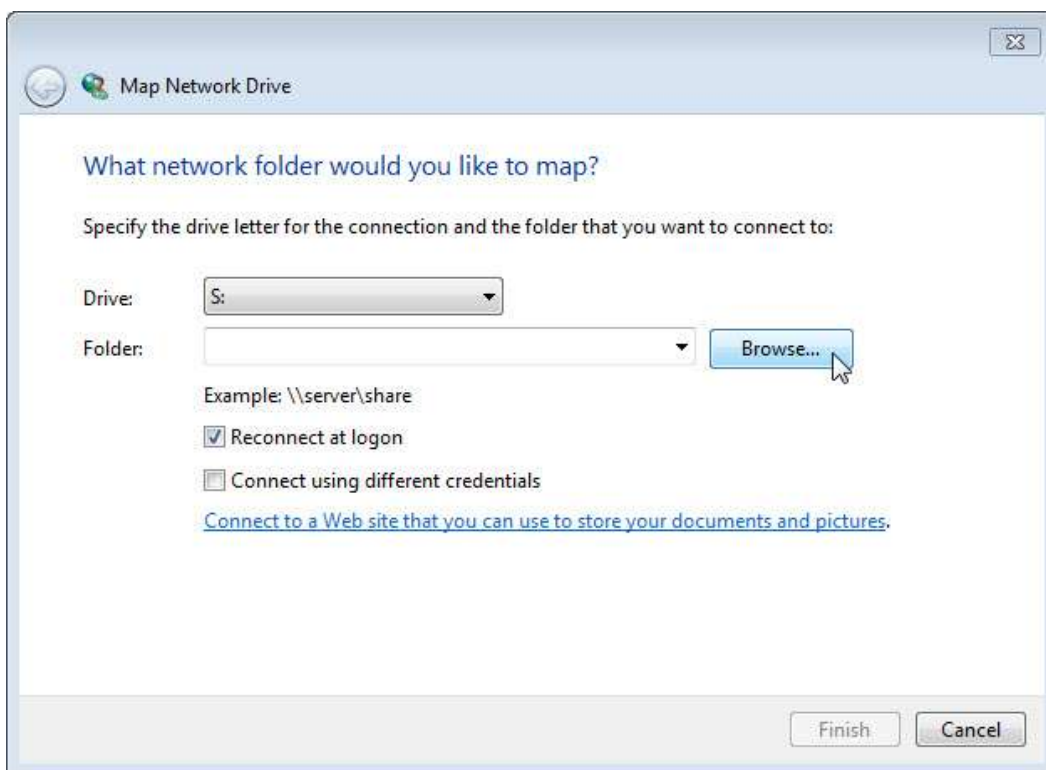 Map Network Drive
What network folder would you like to map?
Specify the drive letter for the connection and the folder that you want to connect to:
Drive: S:
Folder: Browse...
Example: \\server\share
Reconnect at logon
Connect using different credentials
Connect to a Web site that you can use to store your documents and pictures.
Finish Cancel